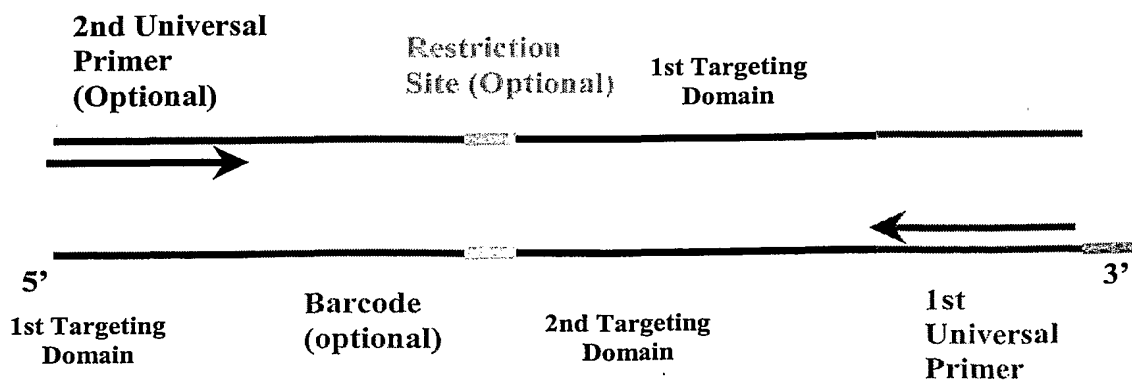 2nd Universal
Primer
(Optional)
Restriction
Site (Optional)
1st Targeting
Domain
5’
3’
1st Targeting
Domain
Barcode
(optional)
2nd Targeting
Domain
1st
Universal
Primer